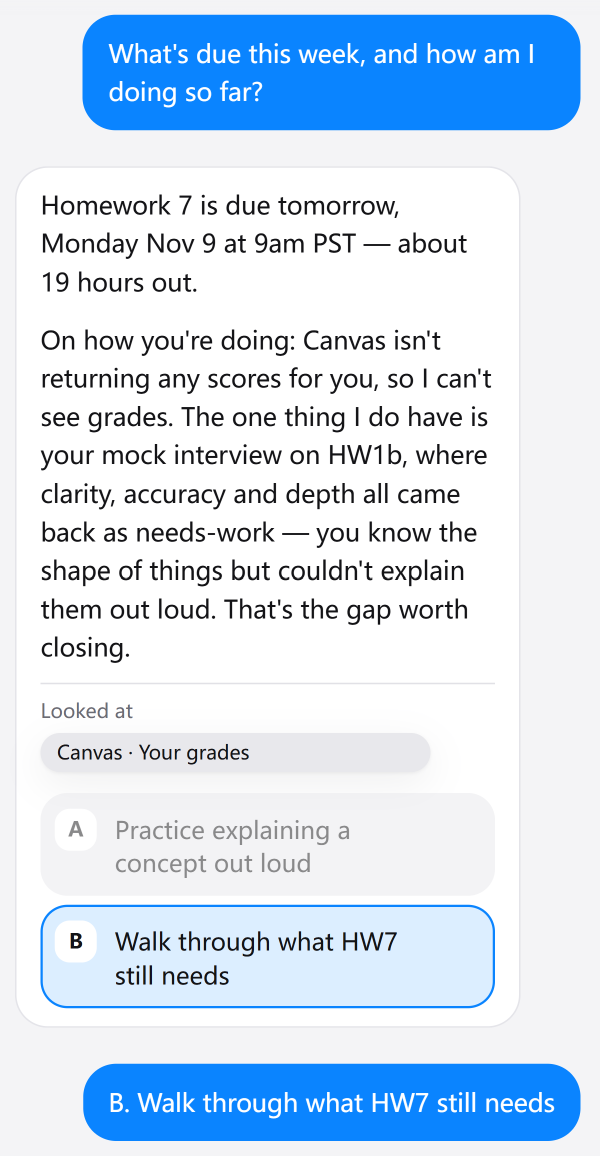 What's due this week, and how am I
doing so far?
Homework 7 is due tomorrow,
Monday Nov 9 at 9am PST — about
19 hours out.
On how you're doing: Canvas isn't
returning any scores for you, so I can't
see grades. The one thing I do have is
your mock interview on HW1b, where
clarity, accuracy and depth all came
back as needs-work — you know the
shape of things but couldn't explain
them out loud. That's the gap worth
closing.
Looked at
Canvas · Your grades
A
Practice explaining a
concept out loud
B
Walk through what HW7
still needs
B. Walk through what HW7 still needs